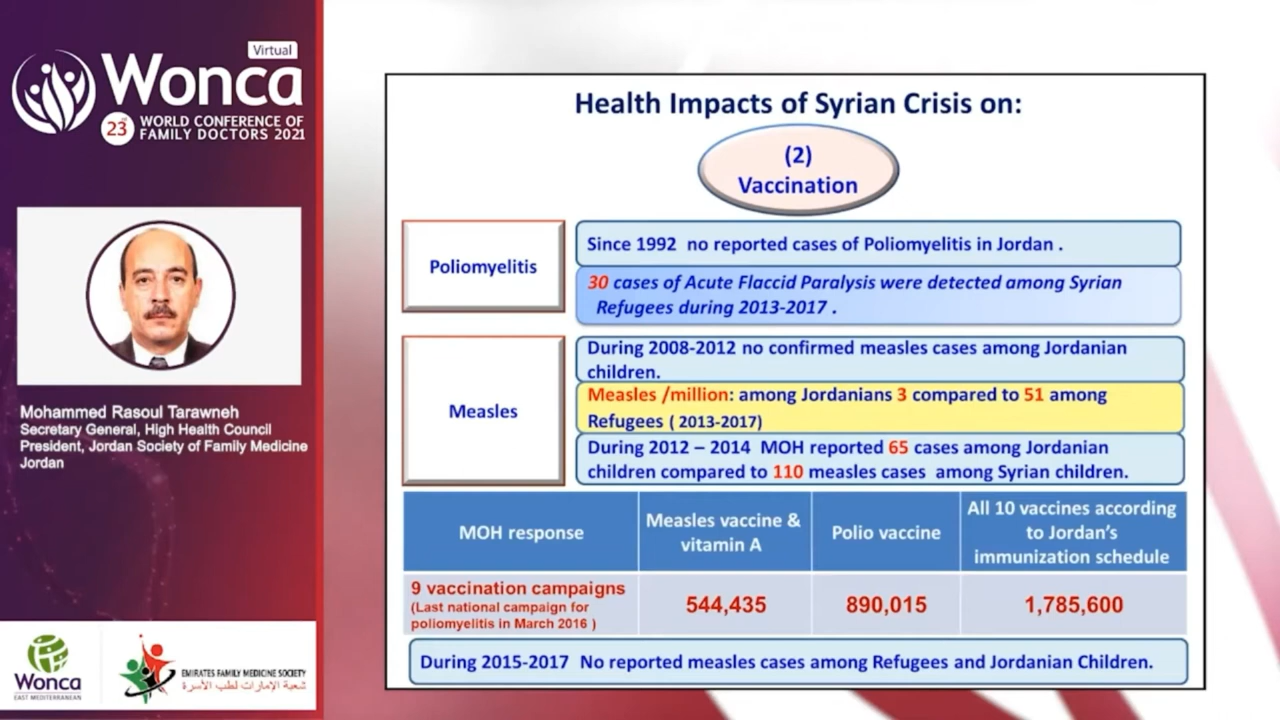 Virtual
Wonca
23rd WORLD CONFERENCE OF
FAMILY DOCTORS 2021
Mohammed Rasoul Tarawneh
Secretary General, High Health Council
President, Jordan Society of Family Medicine
Jordan
Wonca
EAST MEDITERRANEAN
EMIRATES FAMILY MEDICINE SOCIETY
شعبة الإمارات لطب الأسرة
Health Impacts of Syrian Crisis on:
(2)
Vaccination
Poliomyelitis
Since 1992 no reported cases of Poliomyelitis in Jordan .
30 cases of Acute Flaccid Paralysis were detected among Syrian
Refugees during 2013-2017 .
Measles
During 2008-2012 no confirmed measles cases among Jordanian
children.
Measles /million: among Jordanians 3 compared to 51 among
Refugees ( 2013-2017)
During 2012 – 2014 MOH reported 65 cases among Jordanian
children compared to 110 measles cases among Syrian children.
MOH response
Measles vaccine &
vitamin A
Polio vaccine
All 10 vaccines according
to Jordan's
immunization schedule
9 vaccination campaigns
(Last national campaign for
poliomyelitis in March 2016 )
544,435
890,015
1,785,600
During 2015-2017 No reported measles cases among Refugees and Jordanian Children.